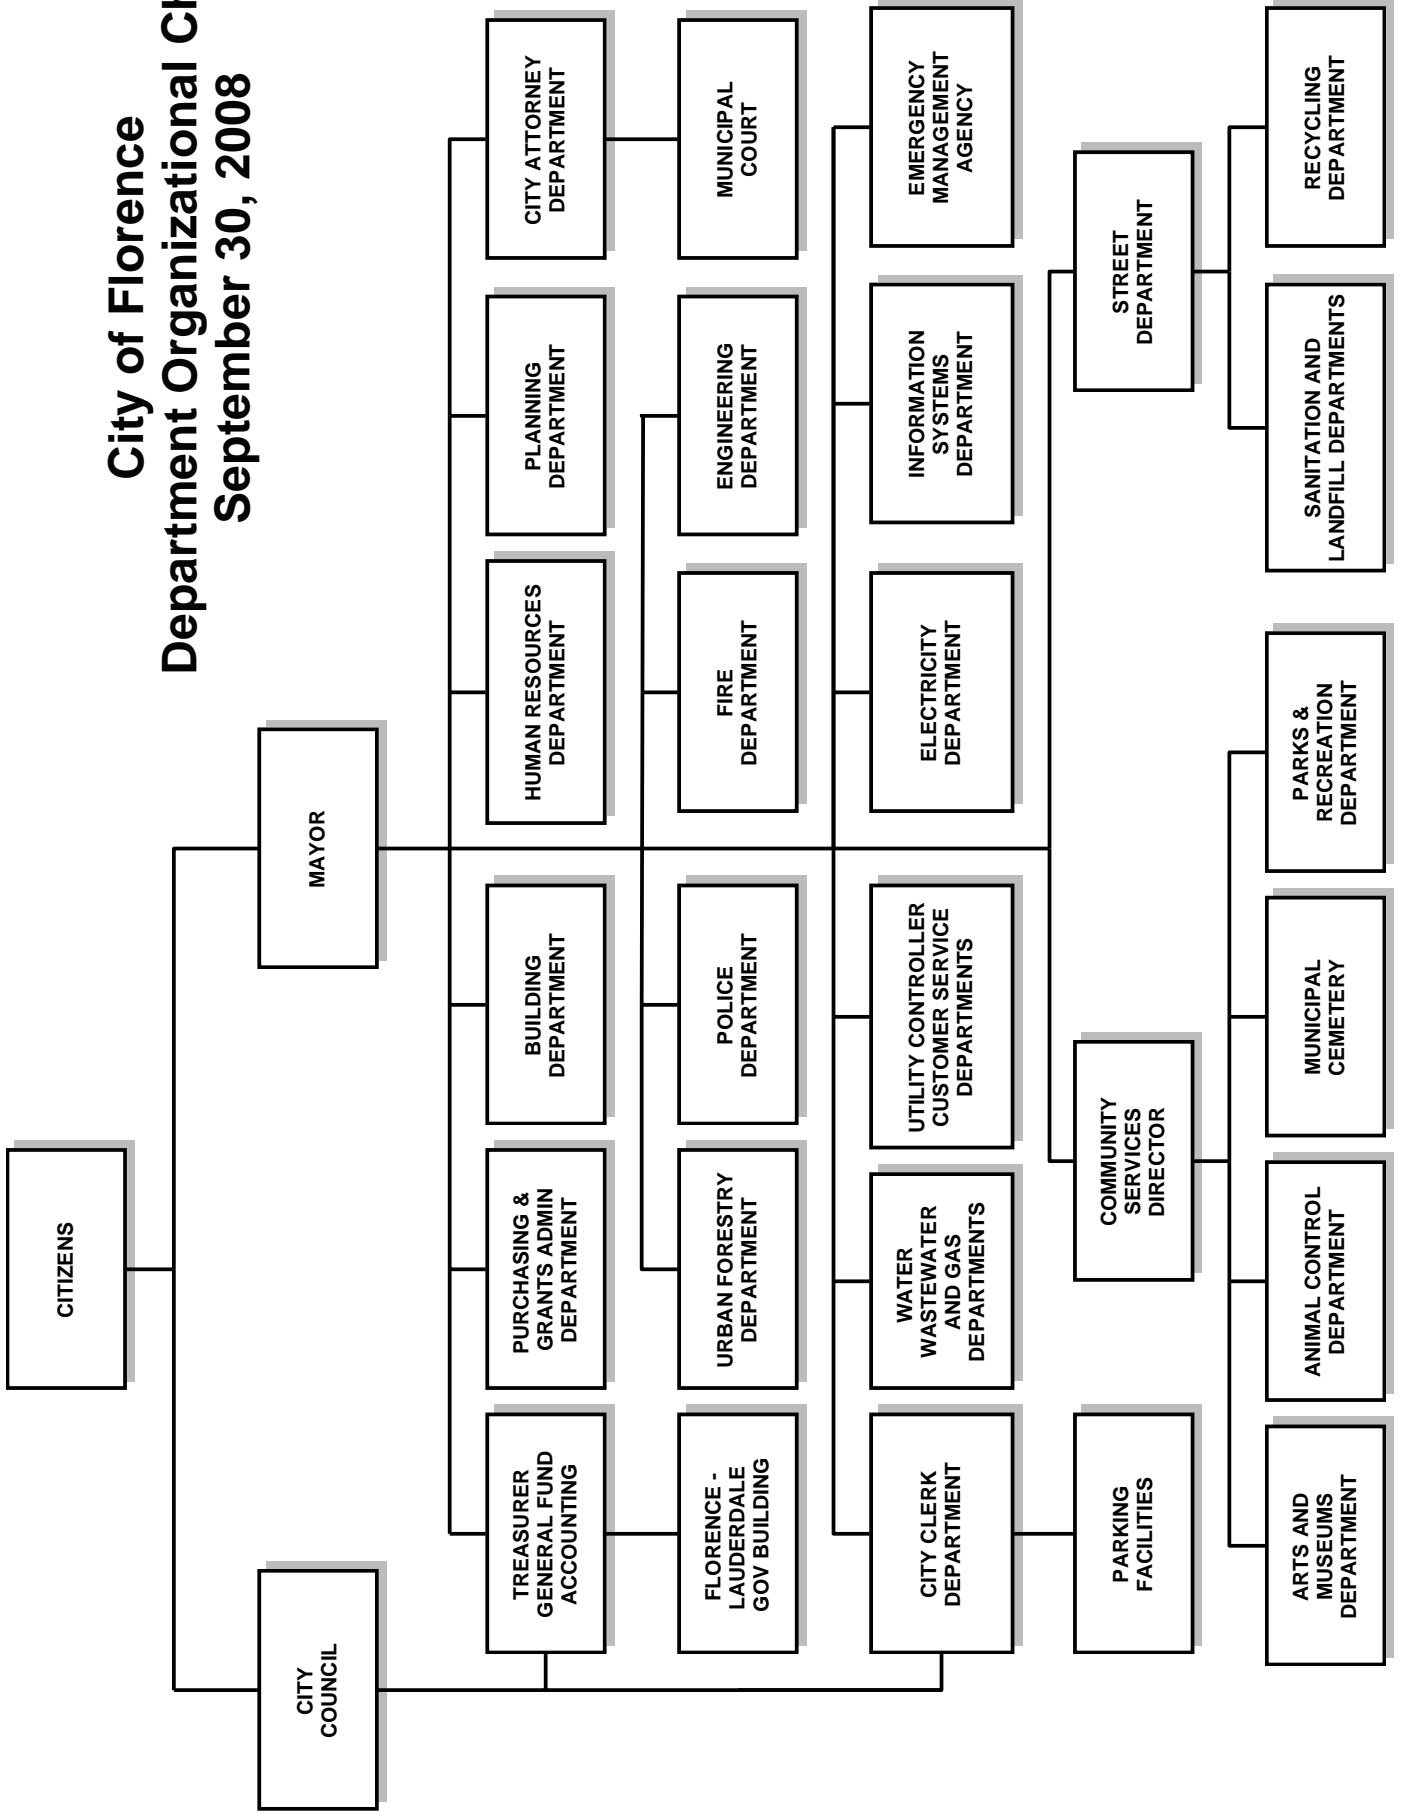 City of Florence
Department Organizational Ch
September 30, 2008
CITIZENS
CITY
COUNCIL
MAYOR
TREASURER
GENERAL FUND
ACCOUNTING
PURCHASING &
GRANTS ADMIN
DEPARTMENT
BUILDING
DEPARTMENT
HUMAN RESOURCES
DEPARTMENT
PLANNING
DEPARTMENT
CITY ATTORNEY
DEPARTMENT
FLORENCE -
LAUDERDALE
GOV BUILDING
URBAN FORESTRY
DEPARTMENT
POLICE
DEPARTMENT
FIRE
DEPARTMENT
ENGINEERING
DEPARTMENT
MUNICIPAL
COURT
CITY CLERK
DEPARTMENT
WATER
WASTEWATER
AND GAS
DEPARTMENTS
UTILITY CONTROLLER
CUSTOMER SERVICE
DEPARTMENTS
ELECTRICITY
DEPARTMENT
INFORMATION
SYSTEMS
DEPARTMENT
EMERGENCY
MANAGEMENT
AGENCY
PARKING
FACILITIES
COMMUNITY
SERVICES
DIRECTOR
STREET
DEPARTMENT
ARTS AND
MUSEUMS
DEPARTMENT
ANIMAL CONTROL
DEPARTMENT
MUNICIPAL
CEMETERY
PARKS &
RECREATION
DEPARTMENT
SANITATION AND
LANDFILL DEPARTMENTS
RECYCLING
DEPARTMENT